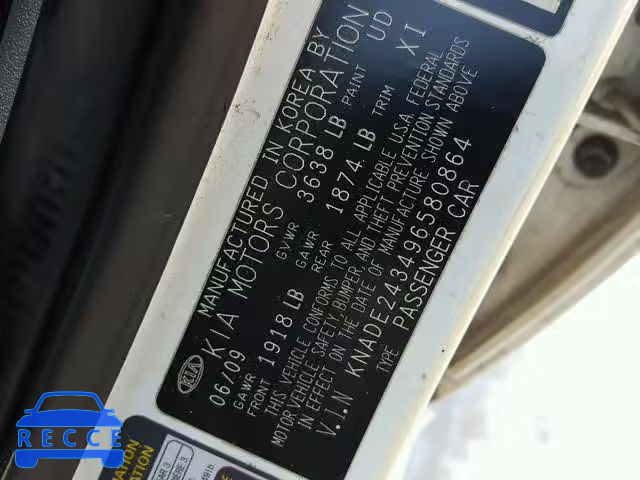 MANUFACTURED IN KOREA BY
KIA MOTORS CORPORATION
KIA
06/09 GVWR 3638 LB PAINT UD
GAWR FRONT 1918 LB GAWR REAR 1874 LB TRIM XI
THIS VEHICLE CONFORMS TO ALL APPLICABLE U.S.A. FEDERAL
MOTOR VEHICLE SAFETY, BUMPER, AND THEFT PREVENTION STANDARDS
IN EFFECT ON THE DATE OF MANUFACTURE SHOWN ABOVE
V.I.N KNADE243496580864
TYPE PASSENGER CAR
RECCE